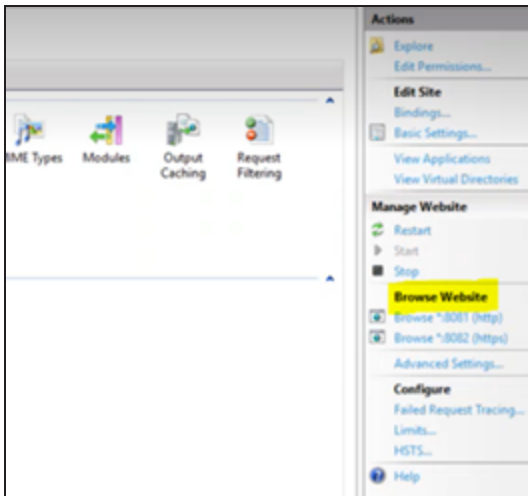 Actions
Explore
Edit Permissions...
Edit Site
Bindings...
Basic Settings...
View Applications
View Virtual Directories
Manage Website
Restart
Start
Stop
Browse Website
Browse *:8081 (http)
Browse *:8082 (https)
Advanced Settings...
Configure
Failed Request Tracing...
Limits...
HSTS...
Help
MIME Types
Modules
Output
Caching
Request
Filtering